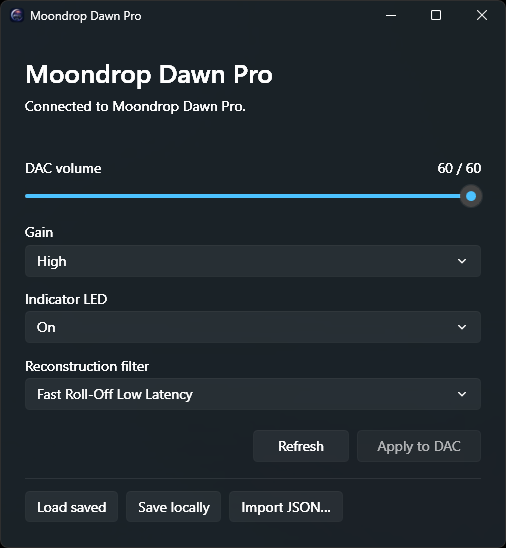 Moondrop Dawn Pro
Moondrop Dawn Pro
Connected to Moondrop Dawn Pro.
DAC volume 60 / 60
Gain
High
Indicator LED
On
Reconstruction filter
Fast Roll-Off Low Latency
Refresh Apply to DAC
Load saved Save locally Import JSON...